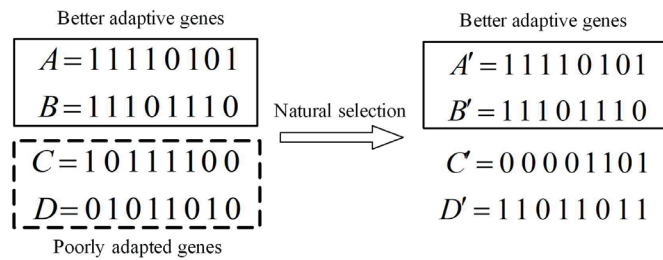 Better adaptive genes
A=11110101
B=11101110
C=10111100
D=01011010
Poorly adapted genes
Natural selection
Better adaptive genes
A′=11110101
B′=11101110
C′=00001101
D′=11011011